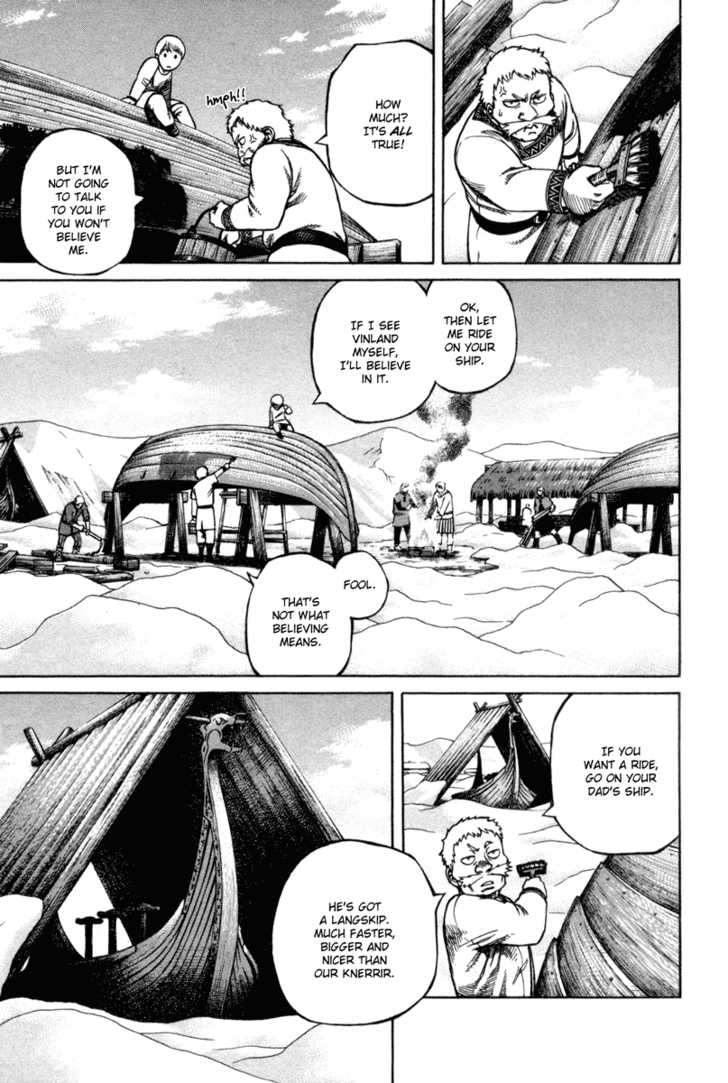 HOW
MUCH?
IT'S ALL
TRUE!
hmph!!
BUT I'M
NOT GOING
TO TALK
TO YOU IF
YOU WON'T
BELIEVE
ME.
OK,
THEN LET
ME RIDE
ON YOUR
SHIP.
IF I SEE
VINLAND
MYSELF,
I'LL BELIEVE
IN IT.
FOOL.
THAT'S
NOT WHAT
BELIEVING
MEANS.
IF YOU
WANT A RIDE,
GO ON YOUR
DAD'S SHIP.
HE'S GOT
A LANGSKIP.
MUCH FASTER,
BIGGER AND
NICER THAN
OUR KNERRIR.